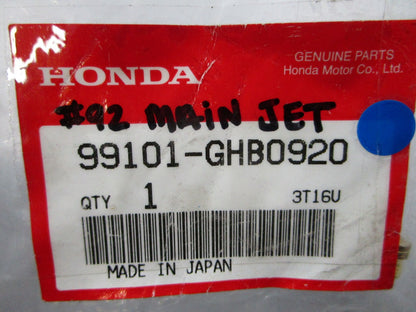 GENUINE PARTS
Honda Motor Co., Ltd.
HONDA
#92 MAIN JET
99101-GHB0920
QTY 1 3T16U
MADE IN JAPAN